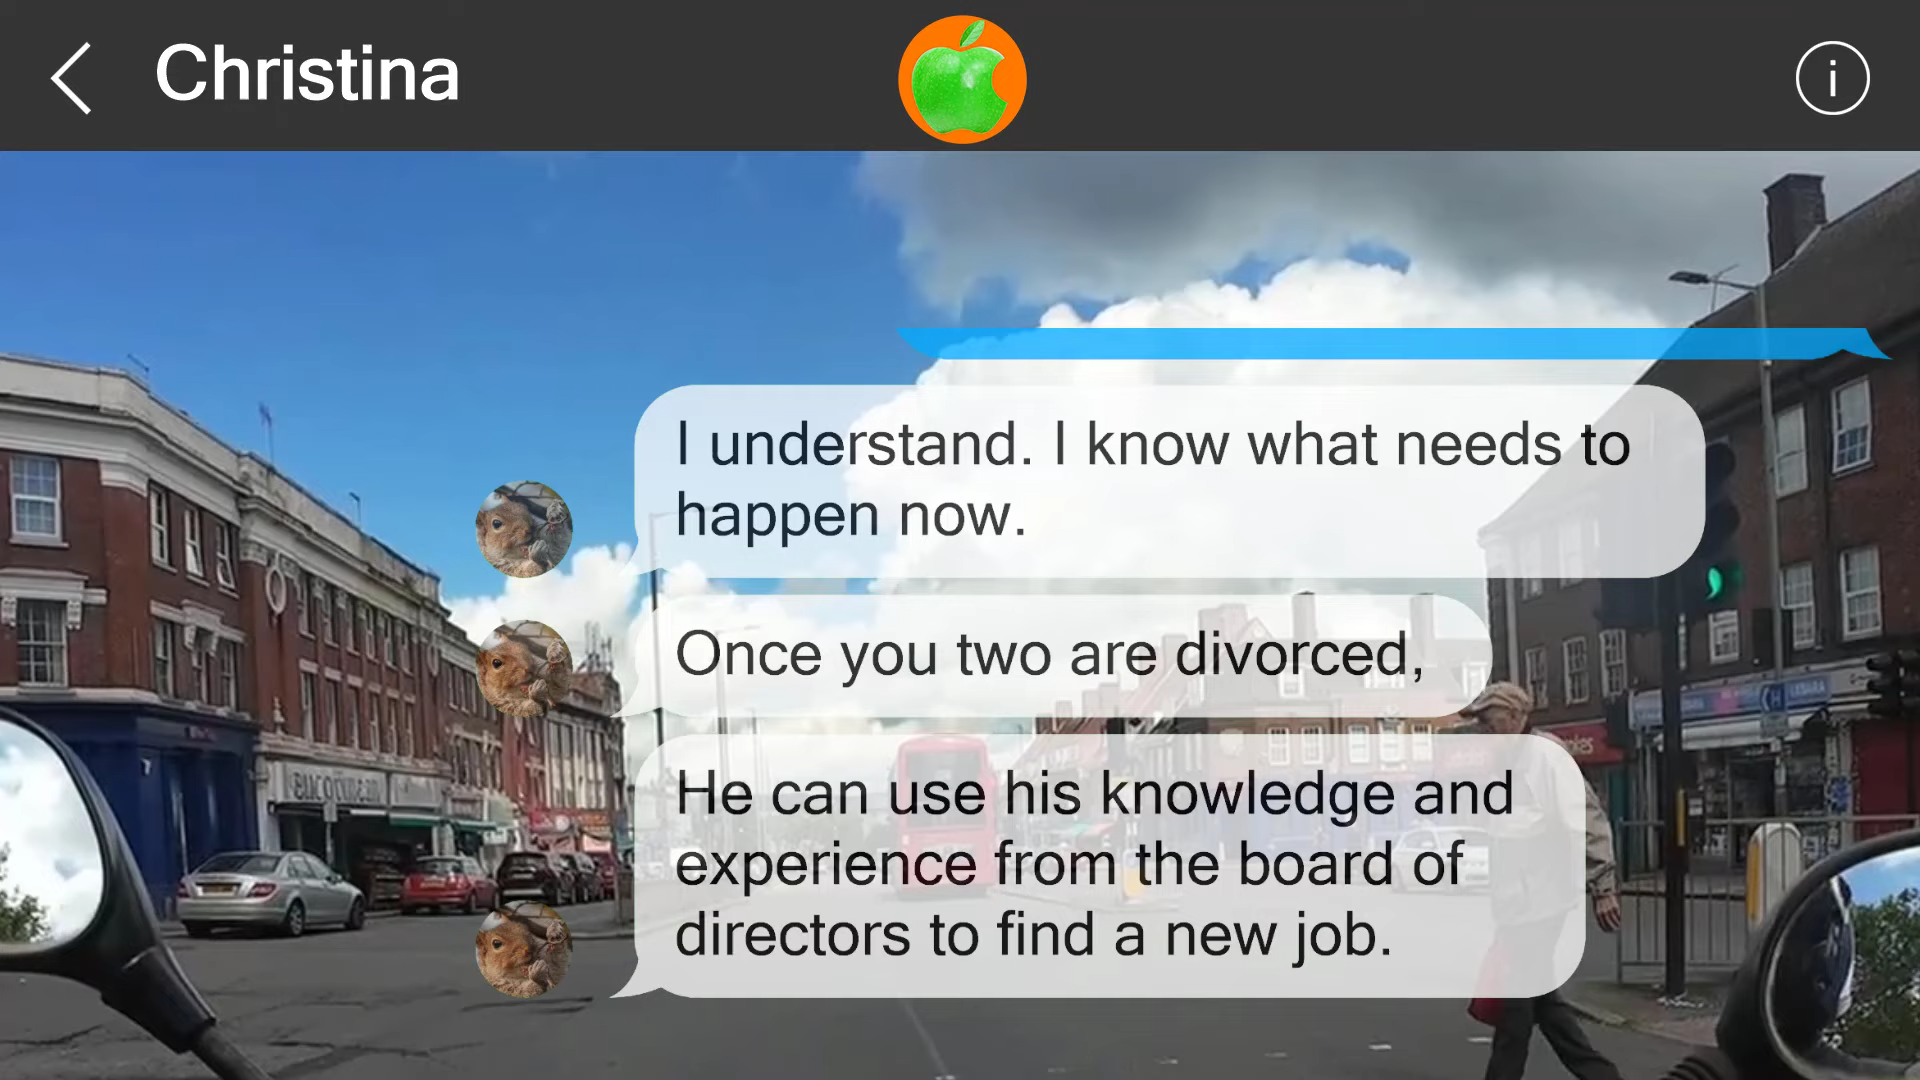 Christina
i
I understand. I know what needs to
happen now.
Once you two are divorced,
He can use his knowledge and
experience from the board of
directors to find a new job.